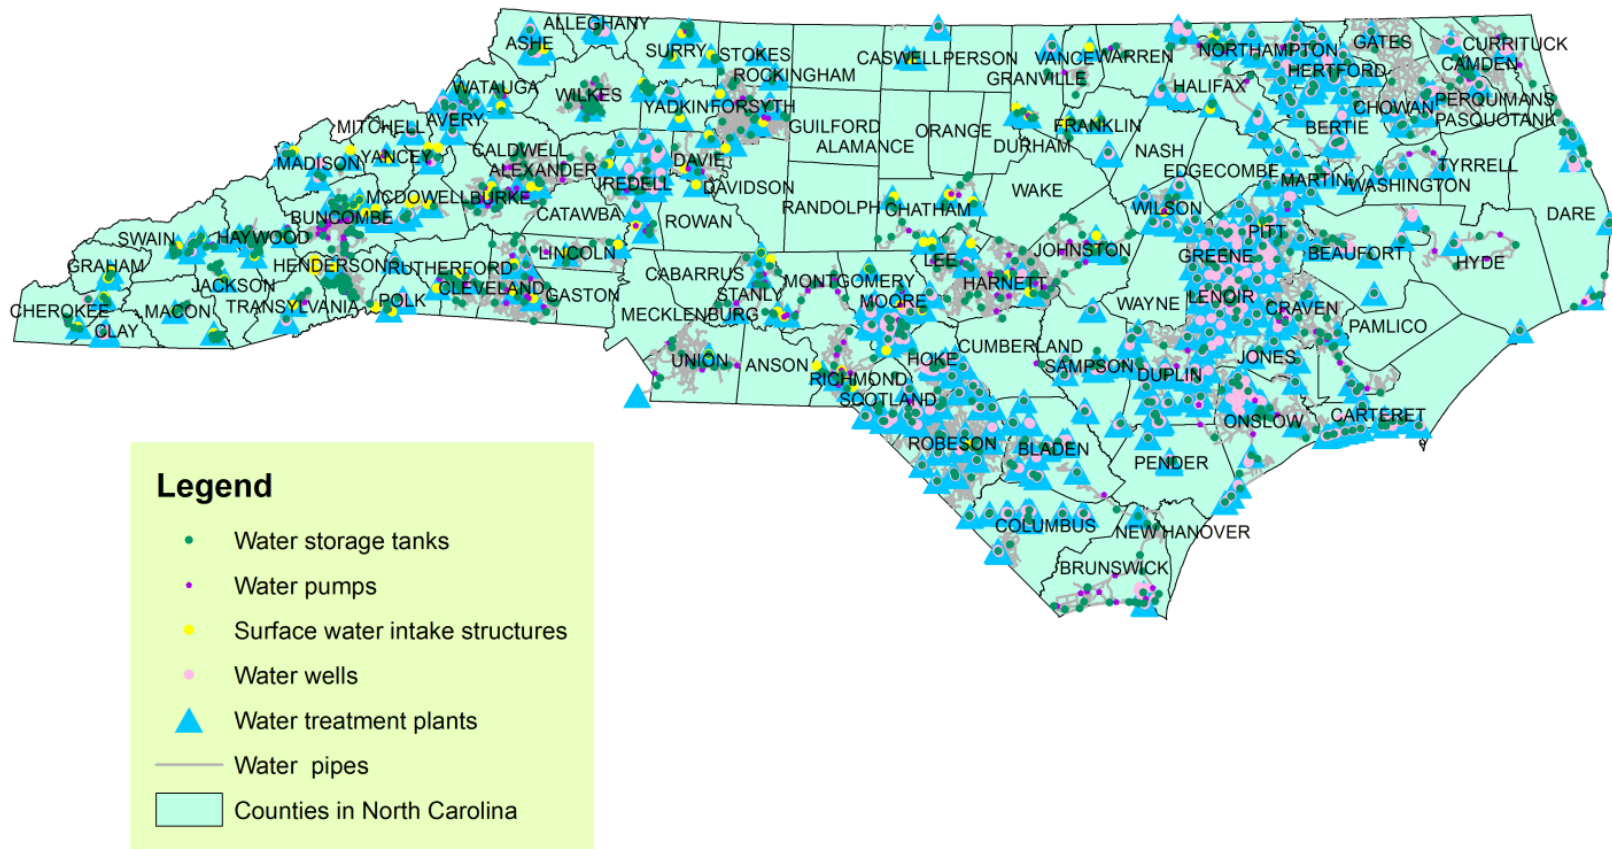 ALLEGHANY
ASHE
SURRY
STOKES
ROCKINGHAM
CASWELL
PERSON
GRANVILLE
VANCE
WARREN
NORTHAMPTON
GATES
CURRITUCK
CAMDEN
HERTFORD
HALIFAX
WATAUGA
WILKES
YADKIN
FORSYTH
CHOWAN
PERQUIMANS
PASQUOTANK
BERTIE
MITCHELL
AVERY
GUILFORD
ALAMANCE
ORANGE
DURHAM
FRANKLIN
NASH
EDGECOMBE
MADISON
YANCEY
CALDWELL
ALEXANDER
IREDELL
DAVIE
DAVIDSON
WAKE
MARTIN
WASHINGTON
TYRRELL
MCDOWELL
BURKE
CATAWBA
ROWAN
RANDOLPH
CHATHAM
WILSON
DARE
BUNCOMBE
SWAIN
HAYWOOD
LINCOLN
LEE
JOHNSTON
PITT
GREENE
BEAUFORT
HYDE
GRAHAM
HENDERSON
RUTHERFORD
CLEVELAND
GASTON
CABARRUS
STANLY
MONTGOMERY
HARNETT
JACKSON
CHEROKEE
CLAY
MACON
TRANSYLVANIA
POLK
MECKLENBURG
MOORE
WAYNE
LENOIR
CRAVEN
PAMLICO
UNION
ANSON
RICHMOND
HOKE
CUMBERLAND
SAMPSON
DUPLIN
JONES
SCOTLAND
ROBESON
BLADEN
ONSLOW
CARTERET
PENDER
COLUMBUS
NEW HANOVER
BRUNSWICK
Legend
Water storage tanks
Water pumps
Surface water intake structures
Water wells
Water treatment plants
Water pipes
Counties in North Carolina